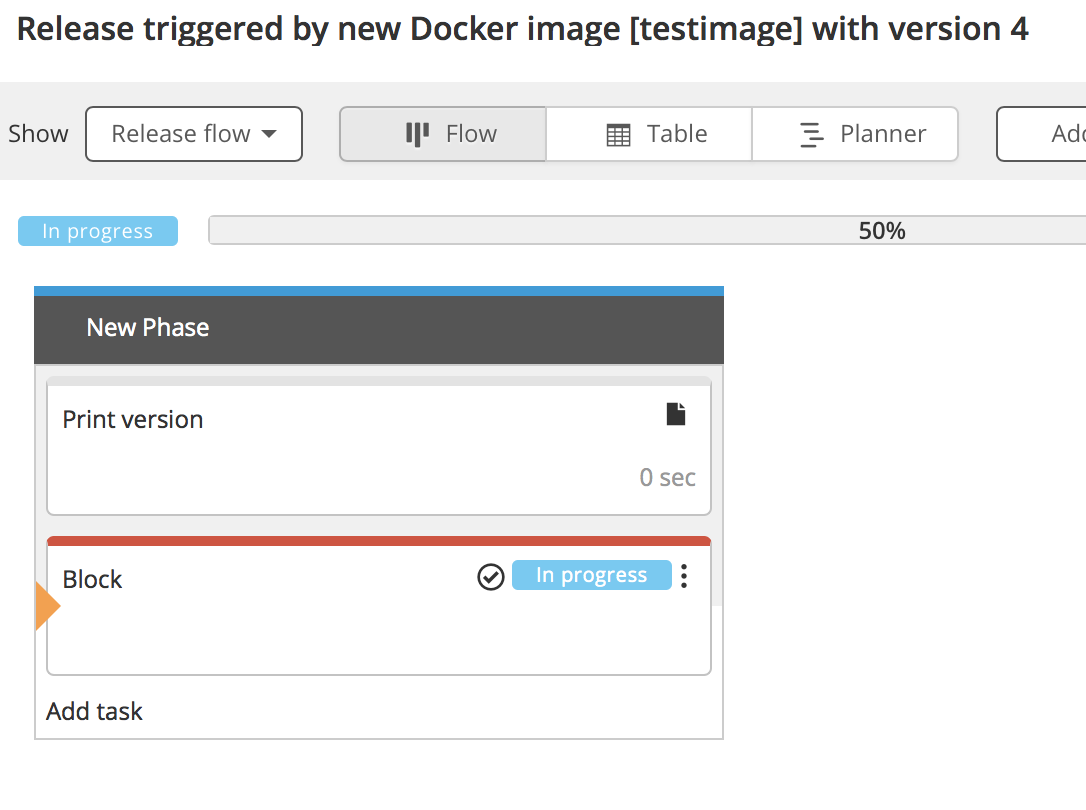 Release triggered by new Docker image [testimage] with version 4
Show Release flow Flow Table Planner
In progress 50%
New Phase
Print version
0 sec
Block In progress
Add task